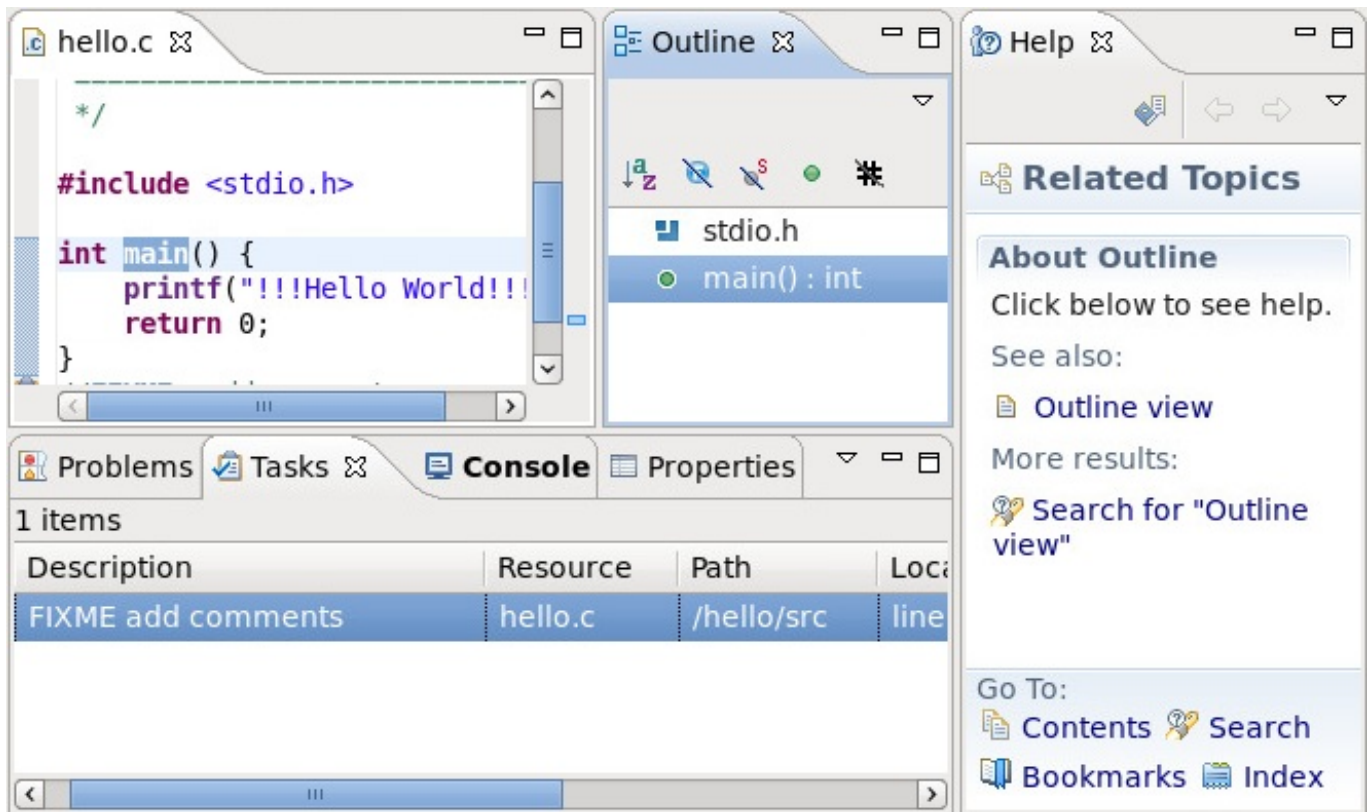 hello.c
*/
#include <stdio.h>
int main() {
printf("!!!Hello World!!!
return 0;
}
Outline
stdio.h
main() : int
Help
Related Topics
About Outline
Click below to see help.
See also:
Outline view
More results:
Search for "Outline
view"
Go To:
Contents Search
Bookmarks Index
Problems Tasks Console Properties
1 items
Description Resource Path
FIXME add comments hello.c /hello/src line